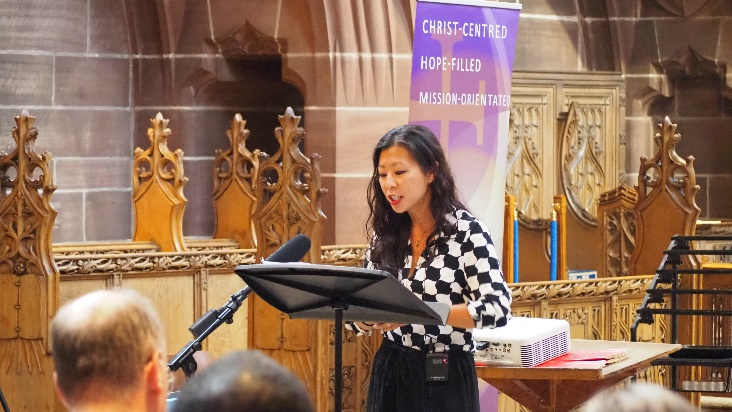 CHRIST-CENTRED
HOPE-FILLED
MISSION-ORIENTATED